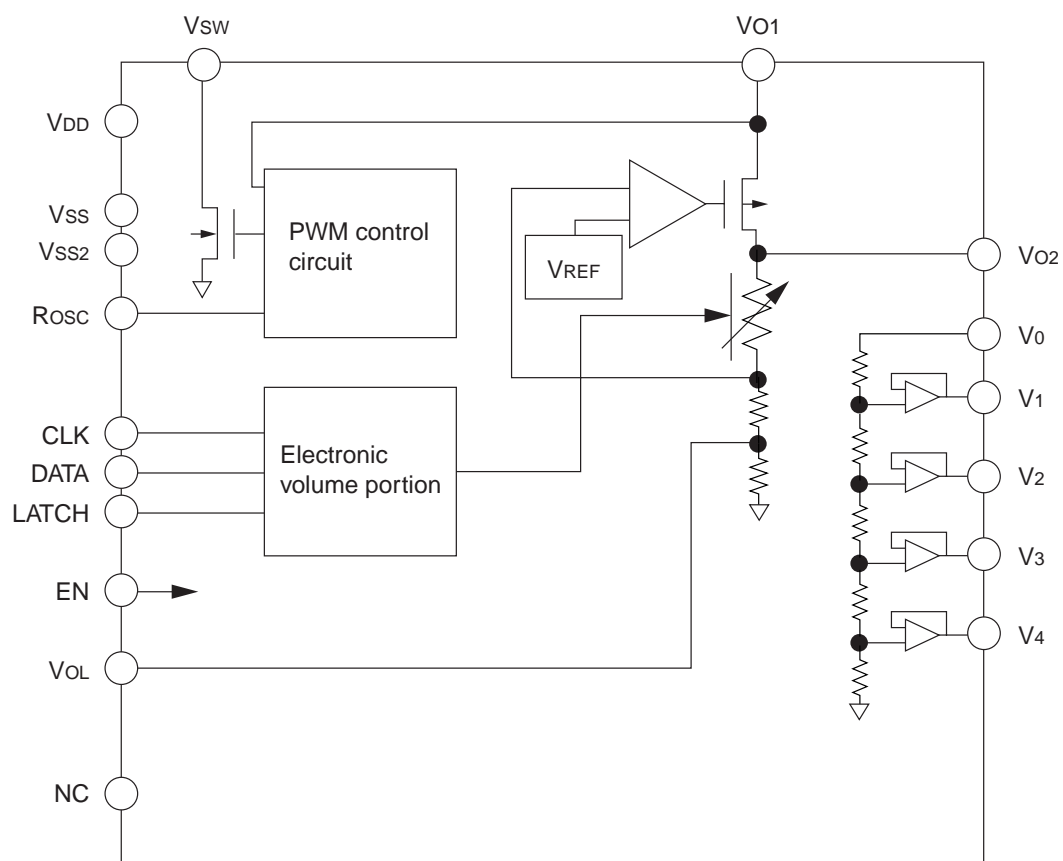 VSW
VO1
VDD
VSS
VSS2
ROSC
PWM control
circuit
VREF
VO2
V0
V1
V2
V3
V4
CLK
DATA
LATCH
Electronic
volume portion
EN
VOL
NC